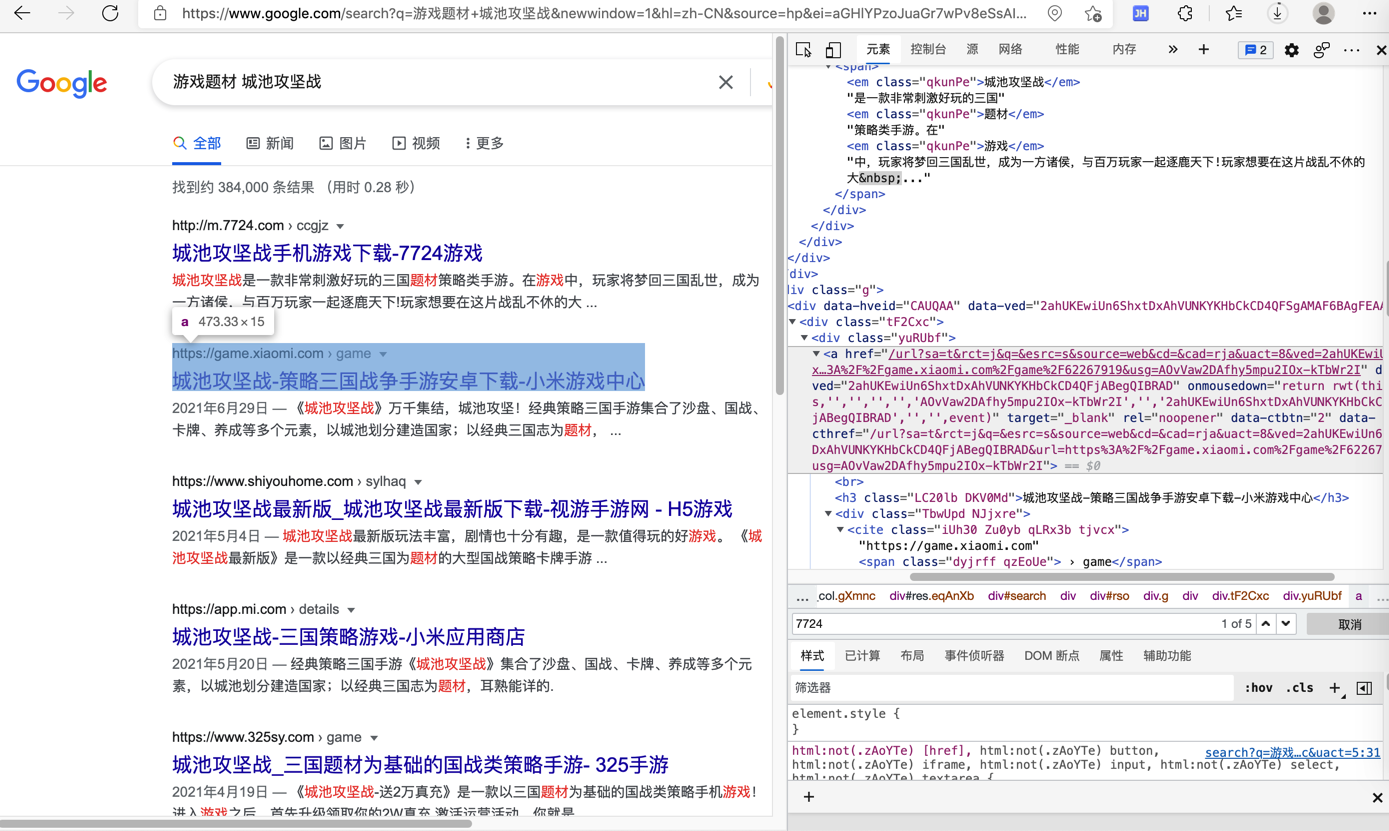 https://www.google.com/search?q=游戏题材+城池攻坚战&newwindow=1&hl=zh-CN&source=hp&ei=aGHlYPzoJuaGr7wPv8eSsAI...
JH
Google
游戏题材 城池攻坚战
全部 新闻 图片 视频 更多
找到约 384,000 条结果 （用时 0.28 秒）
http://m.7724.com › ccgjz
城池攻坚战手机游戏下载-7724游戏
城池攻坚战是一款非常刺激好玩的三国题材策略类手游。在游戏中，玩家将梦回三国乱世，成为
一方诸侯，与百万玩家一起逐鹿天下!玩家想要在这片战乱不休的大 ...
a 473.33 × 15
https://game.xiaomi.com › game
城池攻坚战-策略三国战争手游安卓下载-小米游戏中心
2021年6月29日 — 《城池攻坚战》万千集结，城池攻坚！经典策略三国手游集合了沙盘、国战、
卡牌、养成等多个元素，以城池划分建造国家；以经典三国志为题材， ...
https://www.shiyouhome.com › sylhaq
城池攻坚战最新版_城池攻坚战最新版下载-视游手游网 - H5游戏
2021年5月4日 — 城池攻坚战最新版玩法丰富，剧情也十分有趣，是一款值得玩的好游戏。 《城
池攻坚战最新版》是一款以经典三国为题材的大型国战策略卡牌手游 ...
https://app.mi.com › details
城池攻坚战-三国策略游戏-小米应用商店
2021年5月20日 — 经典策略三国手游《城池攻坚战》集合了沙盘、国战、卡牌、养成等多个元
素，以城池划分建造国家；以经典三国志为题材，耳熟能详的.
https://www.325sy.com › game
城池攻坚战_三国题材为基础的国战类策略手游- 325手游
2021年4月19日 — 《城池攻坚战-送2万真充》是一款以三国题材为基础的国战类策略手机游戏！
进入游戏之后，首先升级领取你的2W真充,激活运营活动，你就是
元素 控制台 源 网络 性能 内存 » + 2
<span>
<em class="qkunPe">城池攻坚战</em>
"是一款非常刺激好玩的三国"
<em class="qkunPe">题材</em>
"策略类手游。在"
<em class="qkunPe">游戏</em>
"中，玩家将梦回三国乱世，成为一方诸侯，与百万玩家一起逐鹿天下!玩家想要在这片战乱不休的
大&nbsp;..."
</span>
</div>
</div>
</div>
</div>
div>
iv class="g">
<div data-hveid="CAUQAA" data-ved="2ahUKEwiUn6ShxtDxAhVUNKYKHbCkCD4QFSgAMAF6BAgFEAA
<div class="tF2Cxc">
<div class="yuRUbf">
<a href="/url?sa=t&rct=j&q=&esrc=s&source=web&cd=&cad=rja&uact=8&ved=2ahUKEwiU
x…3A%2F%2Fgame.xiaomi.com%2Fgame%2F62267919&usg=AOvVaw2DAfhy5mpu2IOx-kTbWr2I" d
ved="2ahUKEwiUn6ShxtDxAhVUNKYKHbCkCD4QFjABegQIBRAD" onmousedown="return rwt(thi
s,'','','','','AOvVaw2DAfhy5mpu2IOx-kTbWr2I','','2ahUKEwiUn6ShxtDxAhVUNKYKHbCkCD4QF
jABegQIBRAD','','',event)" target="_blank" rel="noopener" data-ctbtn="2" data-
cthref="/url?sa=t&rct=j&q=&esrc=s&source=web&cd=&cad=rja&uact=8&ved=2ahUKEwiUn6
DxAhVUNKYKHbCkCD4QFjABegQIBRAD&url=https%3A%2F%2Fgame.xiaomi.com%2Fgame%2F62267
usg=AOvVaw2DAfhy5mpu2IOx-kTbWr2I"> == $0
<br>
<h3 class="LC20lb DKV0Md">城池攻坚战-策略三国战争手游安卓下载-小米游戏中心</h3>
<div class="TbwUpd NJjxre">
<cite class="iUh30 Zu0yb qLRx3b tjvcx">
"https://game.xiaomi.com"
<span class="dyjrff qzEoUe"> › game</span>
... _col.gXmnc div#res.eqAnXb div#search div div#rso div.g div div.tF2Cxc div.yuRUbf a ...
7724 1 of 5 取消
样式 已计算 布局 事件侦听器 DOM 断点 属性 辅助功能
筛选器 :hov .cls +
element.style {
}
html:not(.zAoYTe) [href], html:not(.zAoYTe) button, search?q=游戏…c&uact=5:31
html:not(.zAoYTe) iframe, html:not(.zAoYTe) input, html:not(.zAoYTe) select,
html:not(.zAoYTe) textarea {